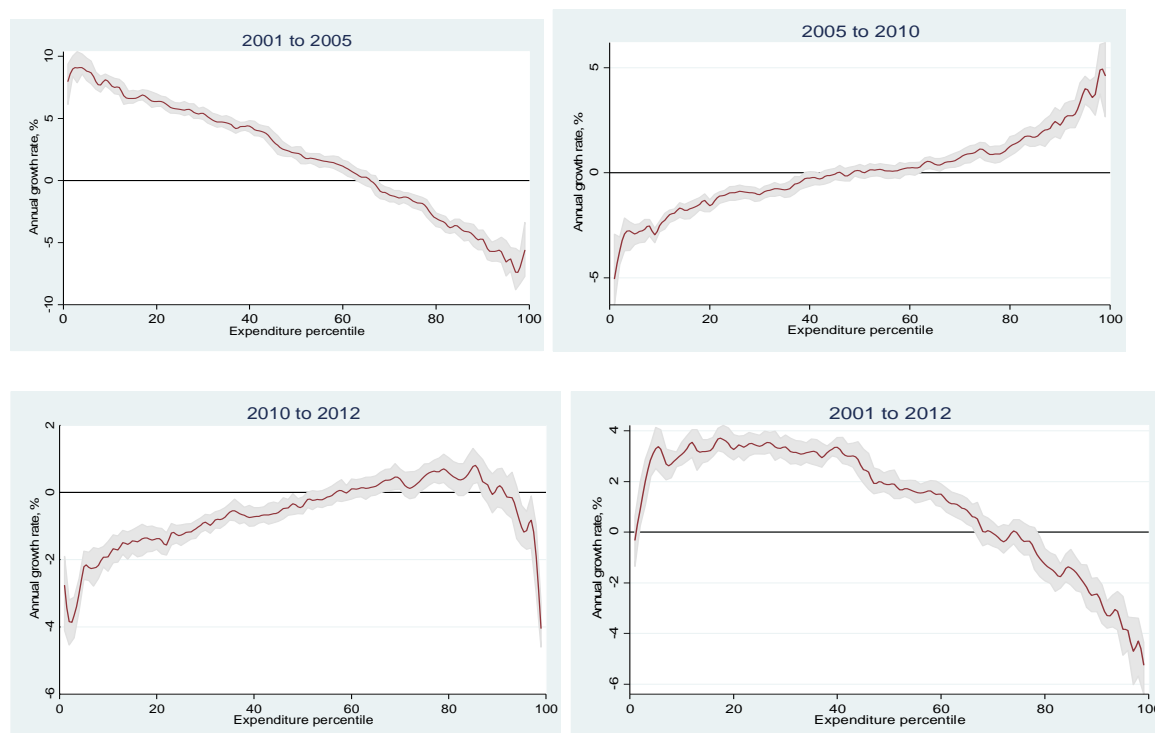 2001 to 2005
Annual growth rate, %
10
5
0
-5
-10
0 20 40 60 80 100
Expenditure percentile
2005 to 2010
Annual growth rate, %
5
0
-5
0 20 40 60 80 100
Expenditure percentile
2010 to 2012
Annual growth rate, %
2
0
-2
-4
-6
0 20 40 60 80 100
Expenditure percentile
2001 to 2012
Annual growth rate, %
4
2
0
-2
-4
-6
0 20 40 60 80 100
Expenditure percentile